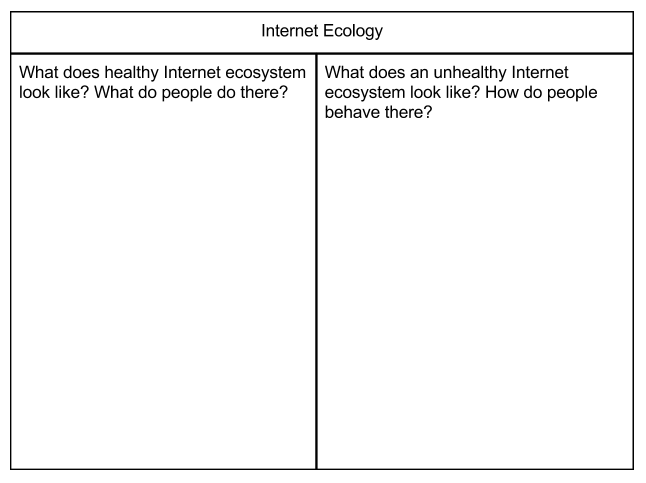 Internet Ecology
What does healthy Internet ecosystem
look like? What do people do there?
What does an unhealthy Internet
ecosystem look like? How do people
behave there?